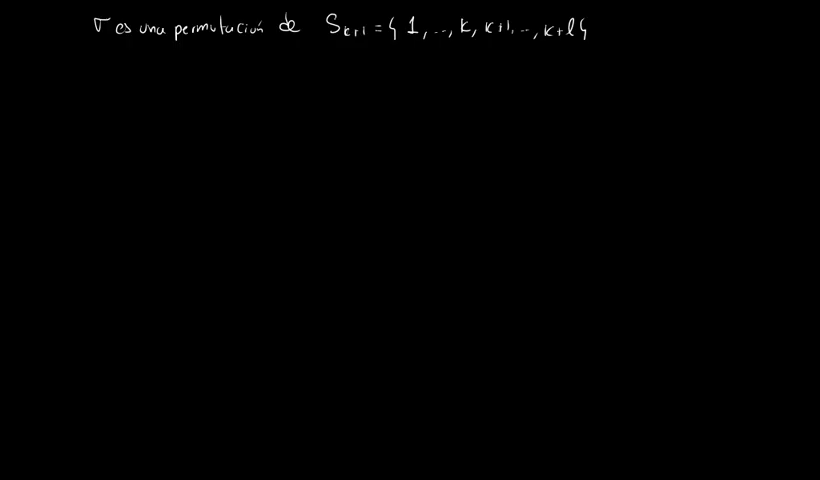 σ es una permutación de S_{k+l} = { 1, .., k, k+1, .., k+l }